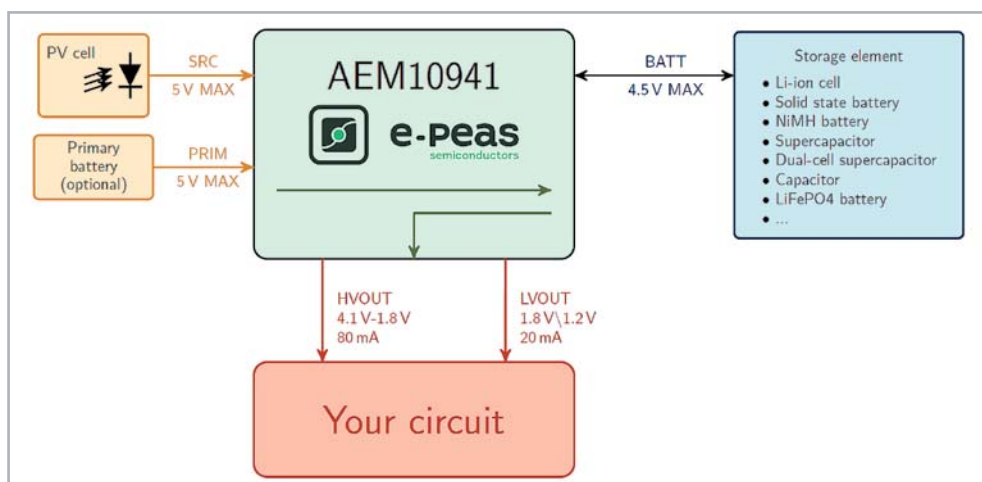 PV cell
SRC
5 V MAX
Primary
battery
(optional)
PRIM
5 V MAX
AEM10941
e-peas
semiconductors
BATT
4.5 V MAX
Storage element
• Li-ion cell
• Solid state battery
• NiMH battery
• Supercapacitor
• Dual-cell supercapacitor
• Capacitor
• LiFePO4 battery
• ...
HVOUT
4.1 V-1.8 V
80 mA
LVOUT
1.8 V\1.2 V
20 mA
Your circuit